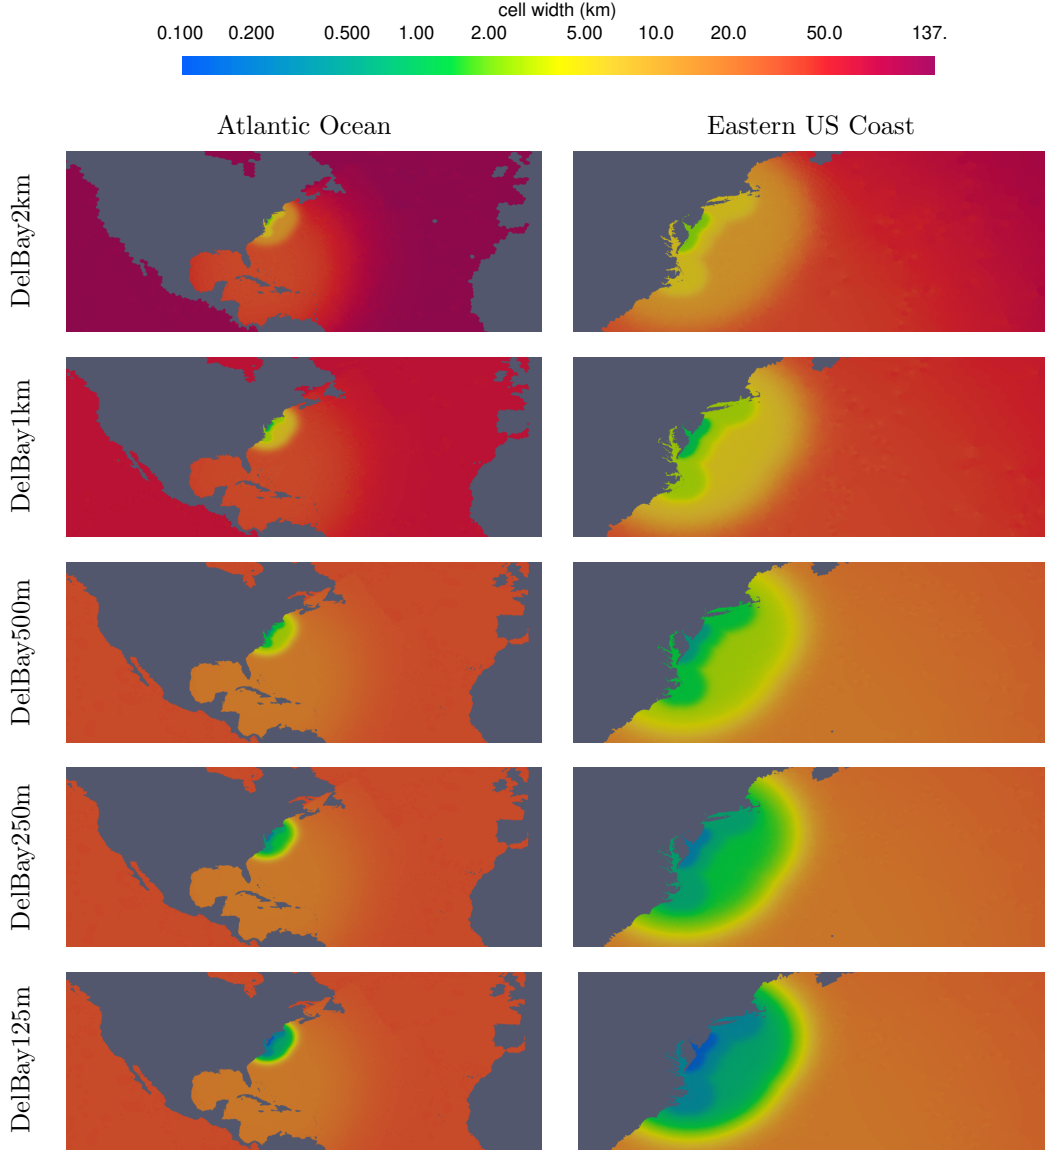 cell width (km)
0.100 0.200 0.500 1.00 2.00 5.00 10.0 20.0 50.0 137.
Atlantic Ocean Eastern US Coast
DelBay2km
DelBay1km
DelBay500m
DelBay250m
DelBay125m